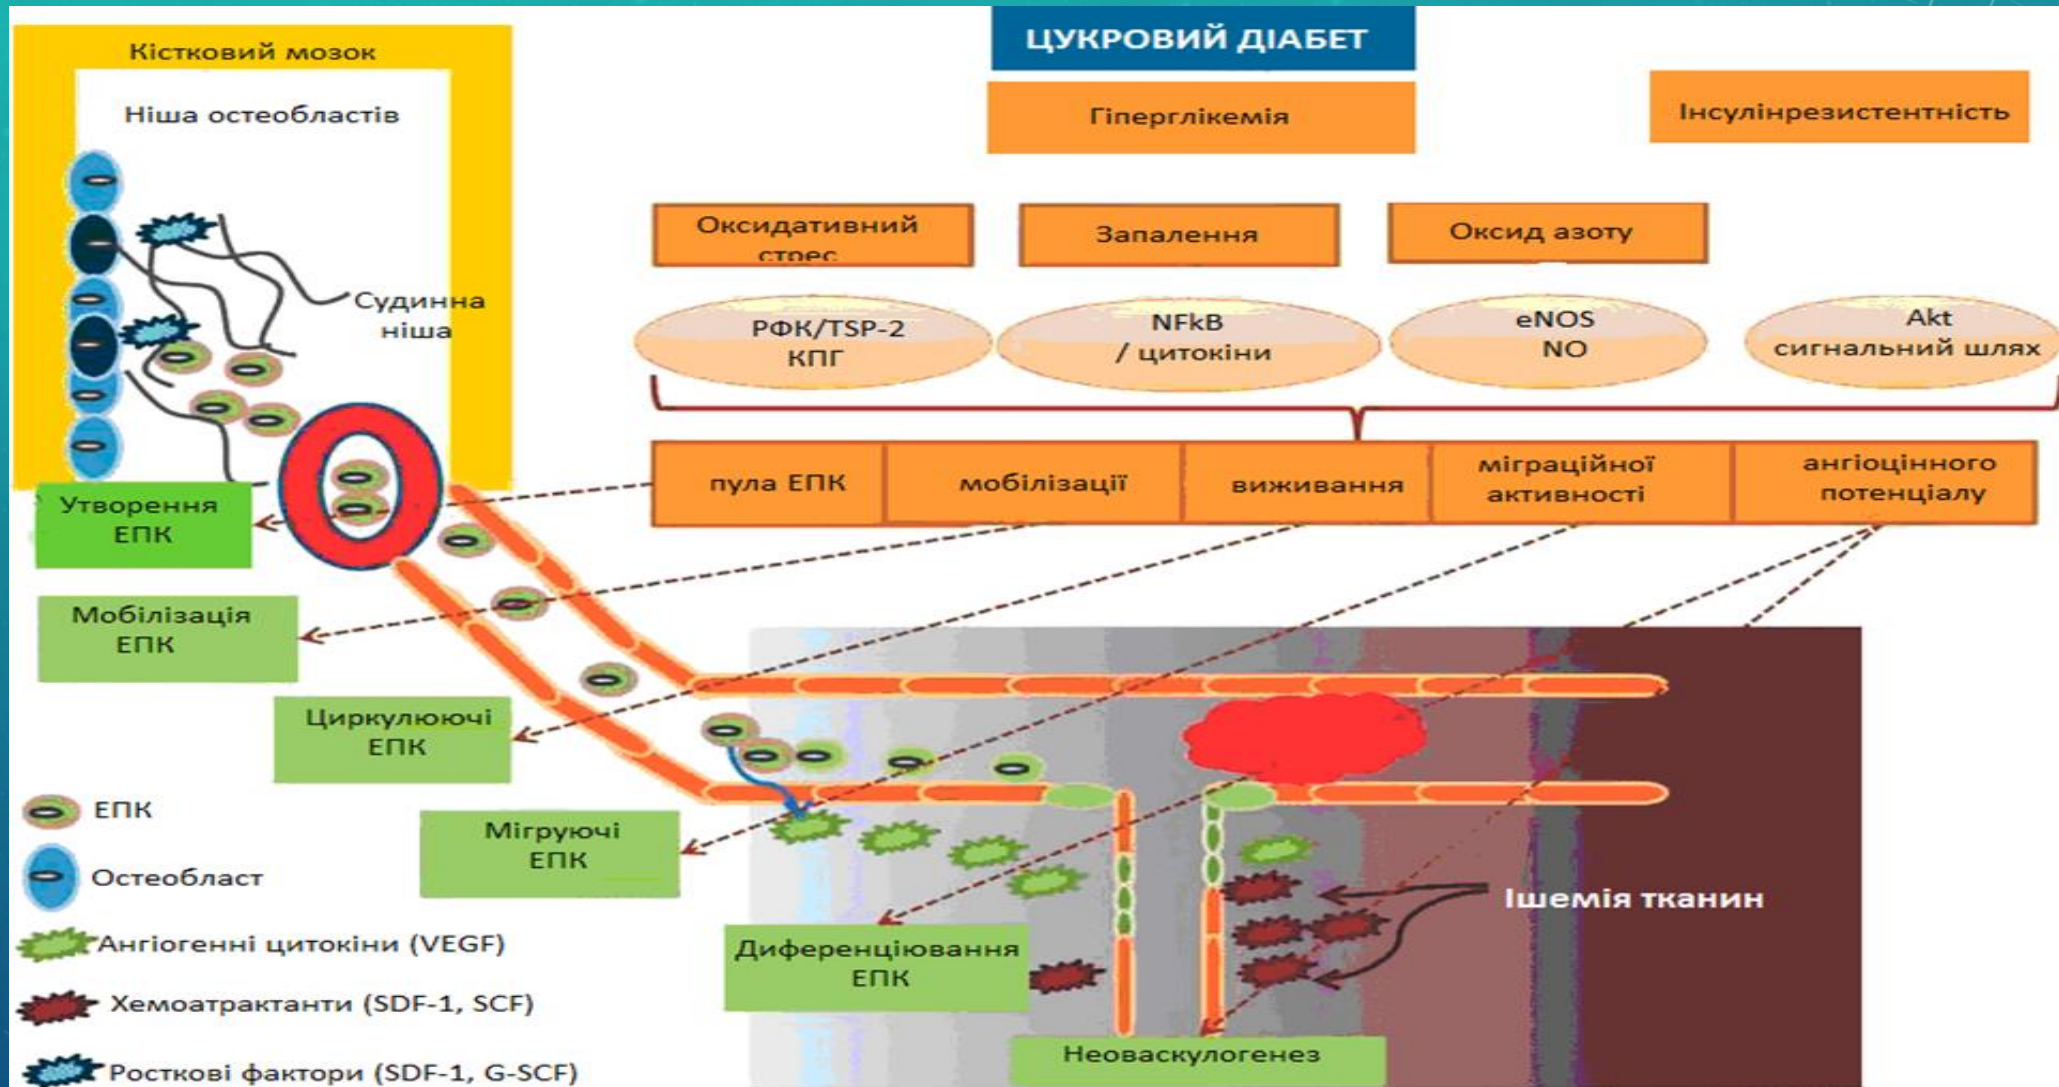 Кістковий мозок
Ніша остеобластів
Судинна
ніша
ЦУКРОВИЙ ДІАБЕТ
Гіперглікемія
Інсулінрезистентність
Оксидативний
стрес
Запалення
Оксид азоту
РФК/TSP-2
КПГ
NFkB
/ цитокіни
eNOS
NO
Akt
сигнальний шлях
пула ЕПК
мобілізації
виживання
міграційної
активності
ангіоцінного
потенціалу
Утворення
ЕПК
Мобілізація
ЕПК
Циркулюючі
ЕПК
Мігруючі
ЕПК
Диференціювання
ЕПК
Неоваскулогенез
Ішемія тканин
ЕПК
Остеобласт
Ангіогенні цитокіни (VEGF)
Хемоатрактанти (SDF-1, SCF)
Росткові фактори (SDF-1, G-SCF)